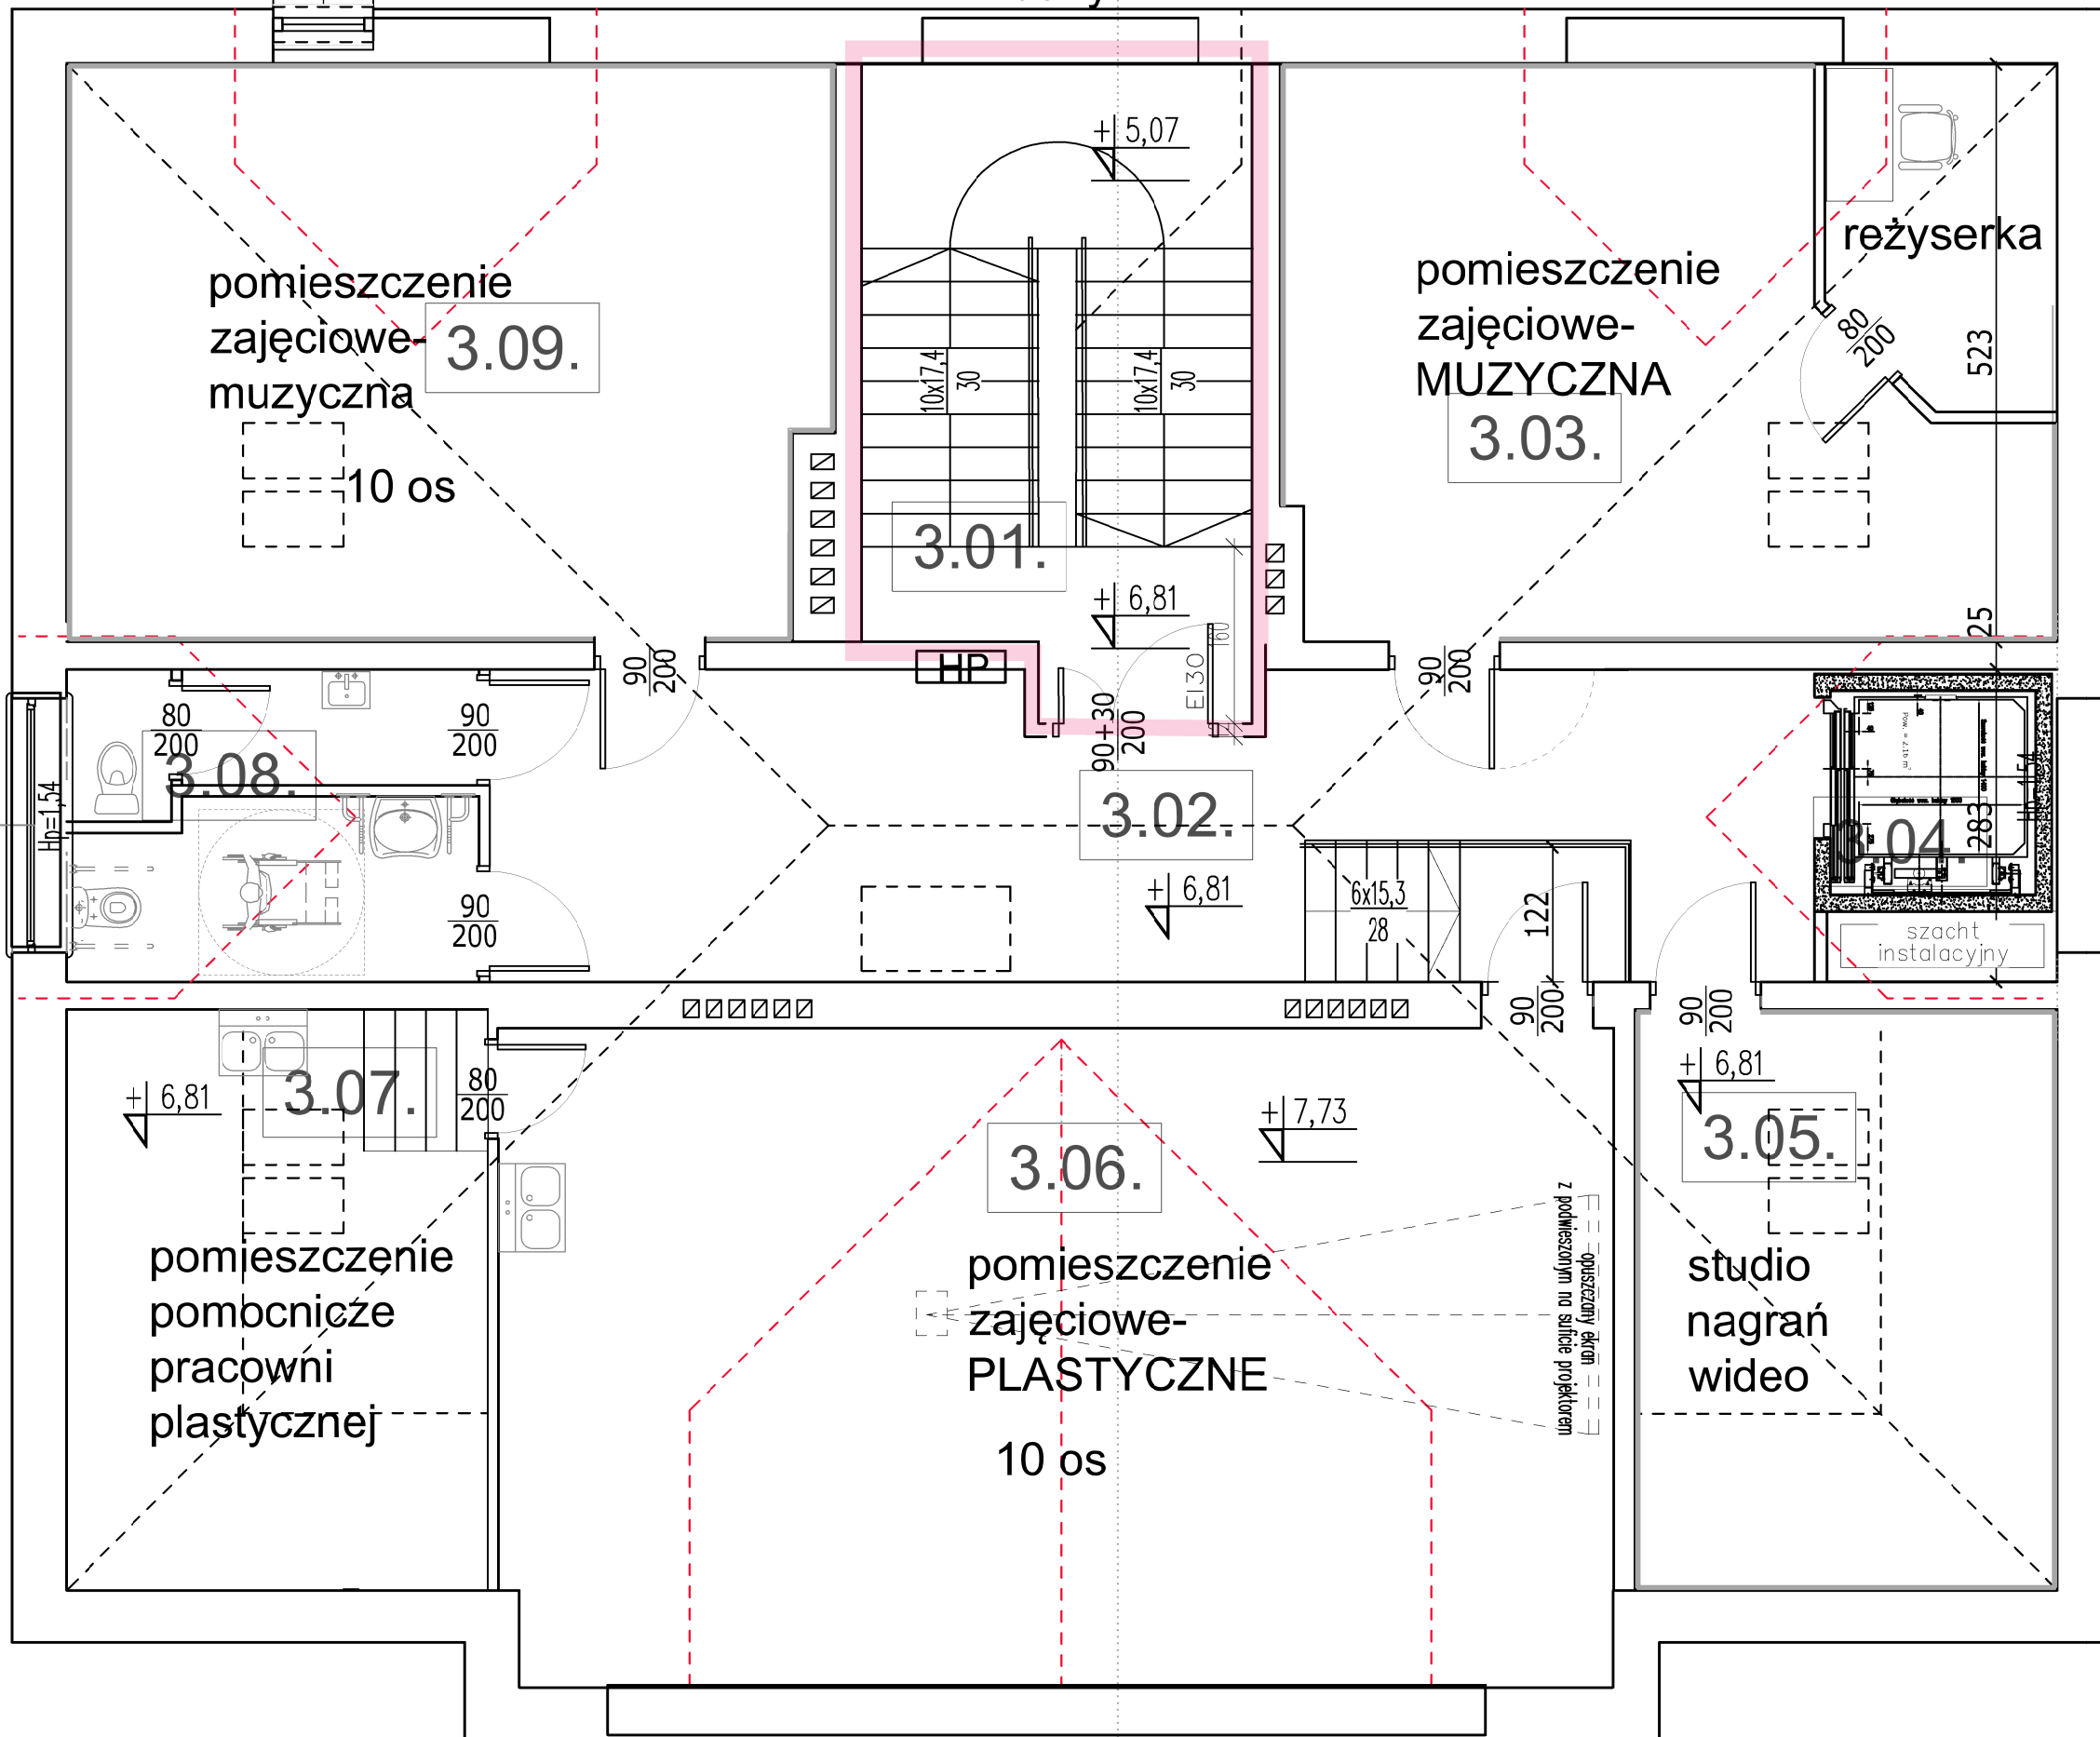 + 5,07
reżyserka
pomieszczenie
zajęciowe-
muzyczna
3.09.
10 os
10x17,4
30
10x17,4
30
pomieszczenie
zajęciowe-
MUZYCZNA
3.03.
80
200
523
3.01.
+ 6,81
160
EI30
25
HP
90
200
90
200
90+30
200
80
200
90
200
3.08.
Hp=1,54
90
200
3.02.
+ 6,81
6x15,3
28
122
3.04.
283
Hp=1,54
szacht
instalacyjny
90
200
90
200
+ 6,81
3.07.
80
200
+ 7,73
3.06.
+ 6,81
3.05.
pomieszczenie
pomocnicze
pracowni
plastycznej
pomieszczenie
zajęciowe-
PLASTYCZNE
10 os
opuszczany ekran
z podwieszonym na suficie projektorem
studio
nagrań
wideo